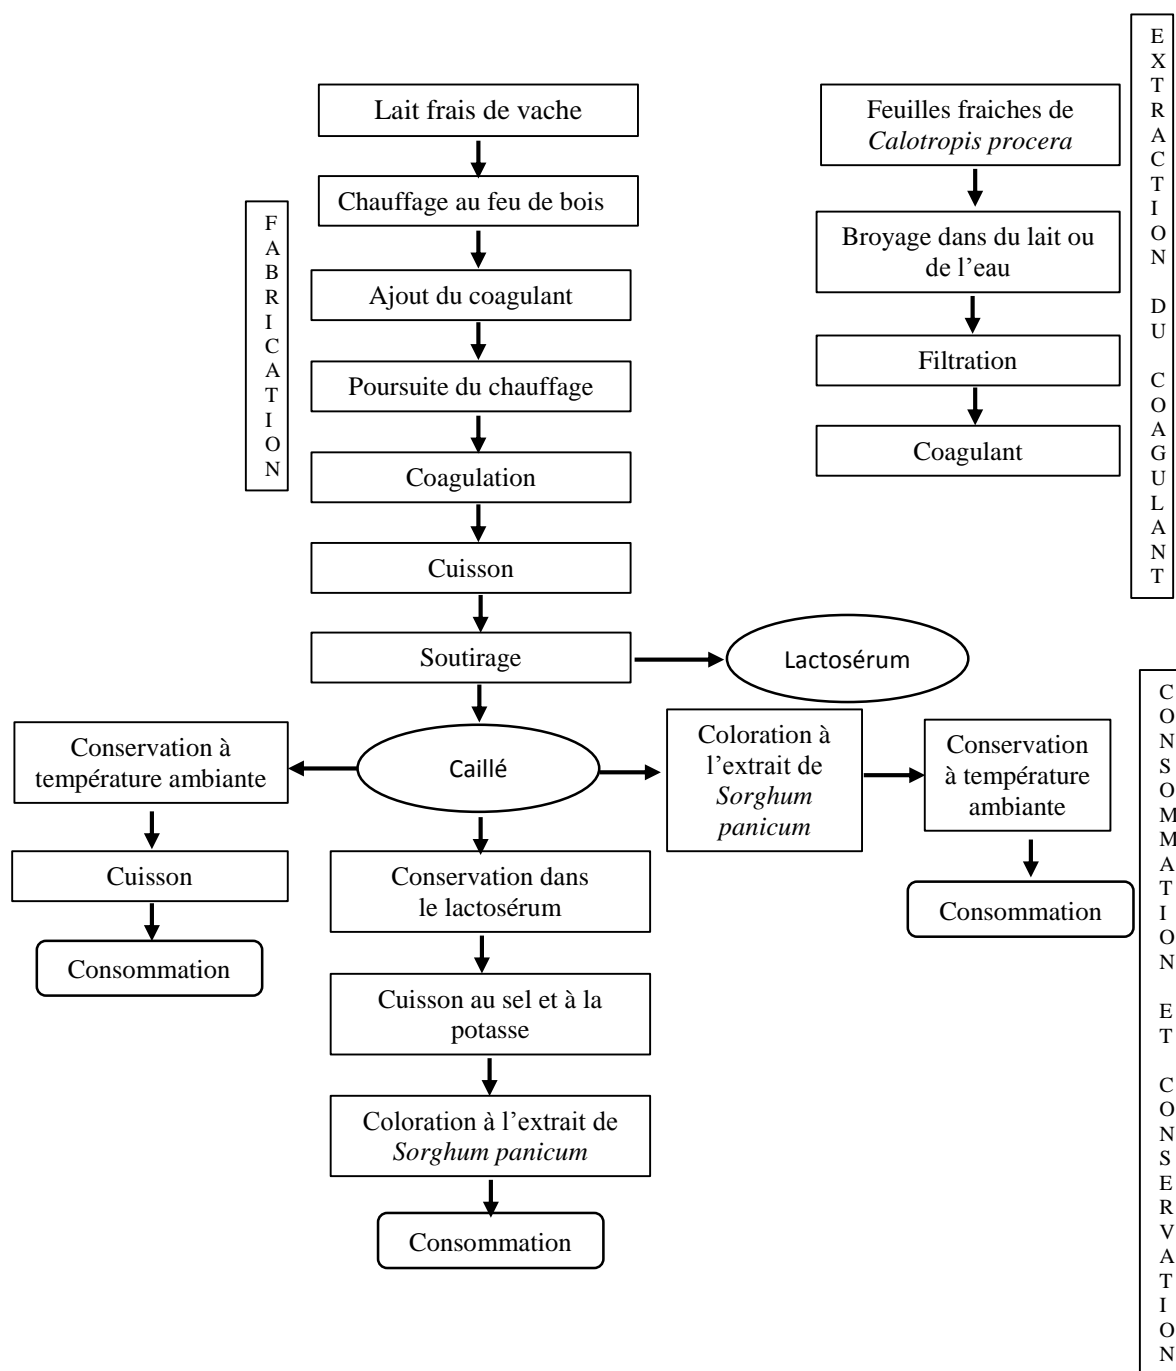 Lait frais de vache
Chauffage au feu de bois
Ajout du coagulant
Poursuite du chauffage
Coagulation
Cuisson
Soutirage
Lactosérum
FABRICATION
Feuilles fraiches de
Calotropis procera
Broyage dans du lait ou
de l’eau
Filtration
Coagulant
EXTRACTION DU COAGULANT
Caillé
Conservation à
température ambiante
Cuisson
Consommation
Conservation dans
le lactosérum
Cuisson au sel et à la
potasse
Coloration à l’extrait de
Sorghum panicum
Consommation
Coloration à
l’extrait de
Sorghum
panicum
Conservation
à température
ambiante
Consommation
CONSOMMATION ET CONSERVATION